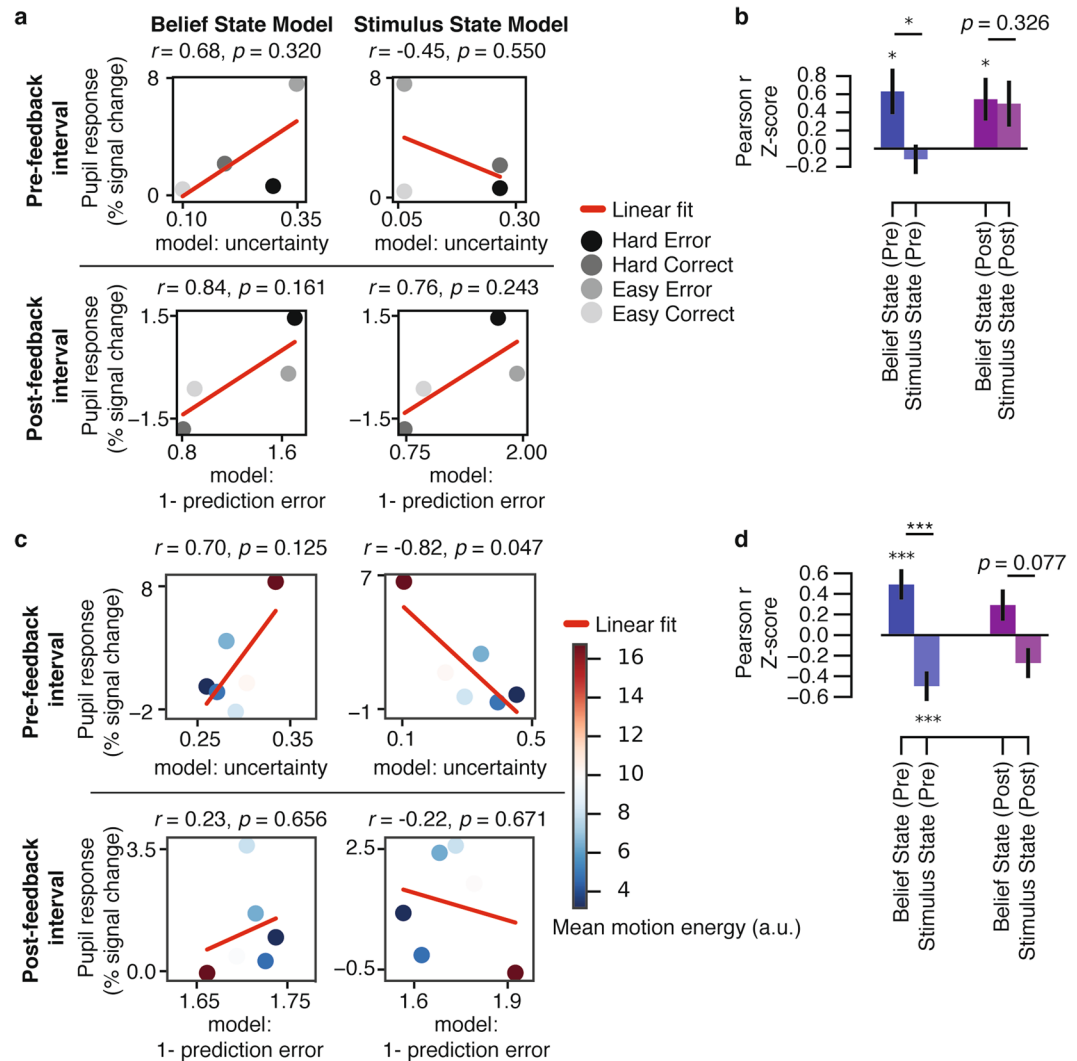 a
Belief State Model
Stimulus State Model
r = 0.68, p = 0.320
r = -0.45, p = 0.550
Pre-feedback
interval
Pupil response
(% signal change)
8
0
0.10
0.35
model: uncertainty
8
0
0.05
0.30
model: uncertainty
Linear fit
Hard Error
Hard Correct
Easy Error
Easy Correct
r = 0.84, p = 0.161
r = 0.76, p = 0.243
Post-feedback
interval
Pupil response
(% signal change)
1.5
−1.5
0.8
1.6
model:
1- prediction error
1.5
−1.5
0.75
2.00
model:
1- prediction error
b
*
*
p = 0.326
*
Pearson r
Z-score
0.8
0.6
0.4
0.2
0.0
−0.2
Belief State (Pre)
Stimulus State (Pre)
Belief State (Post)
Stimulus State (Post)
c
r = 0.70, p = 0.125
r = -0.82, p = 0.047
Pre-feedback
interval
Pupil response
(% signal change)
8
−2
0.25
0.35
model: uncertainty
7
−1
0.1
0.5
model: uncertainty
Linear fit
16
14
12
10
8
6
4
Mean motion energy (a.u.)
r = 0.23, p = 0.656
r = -0.22, p = 0.671
Post-feedback
interval
Pupil response
(% signal change)
3.5
0.0
1.65
1.75
model:
1- prediction error
2.5
−0.5
1.6
1.9
model:
1- prediction error
d
***
***
p = 0.077
Pearson r
Z-score
0.6
0.4
0.2
0.0
−0.2
−0.4
−0.6
***
Belief State (Pre)
Stimulus State (Pre)
Belief State (Post)
Stimulus State (Post)